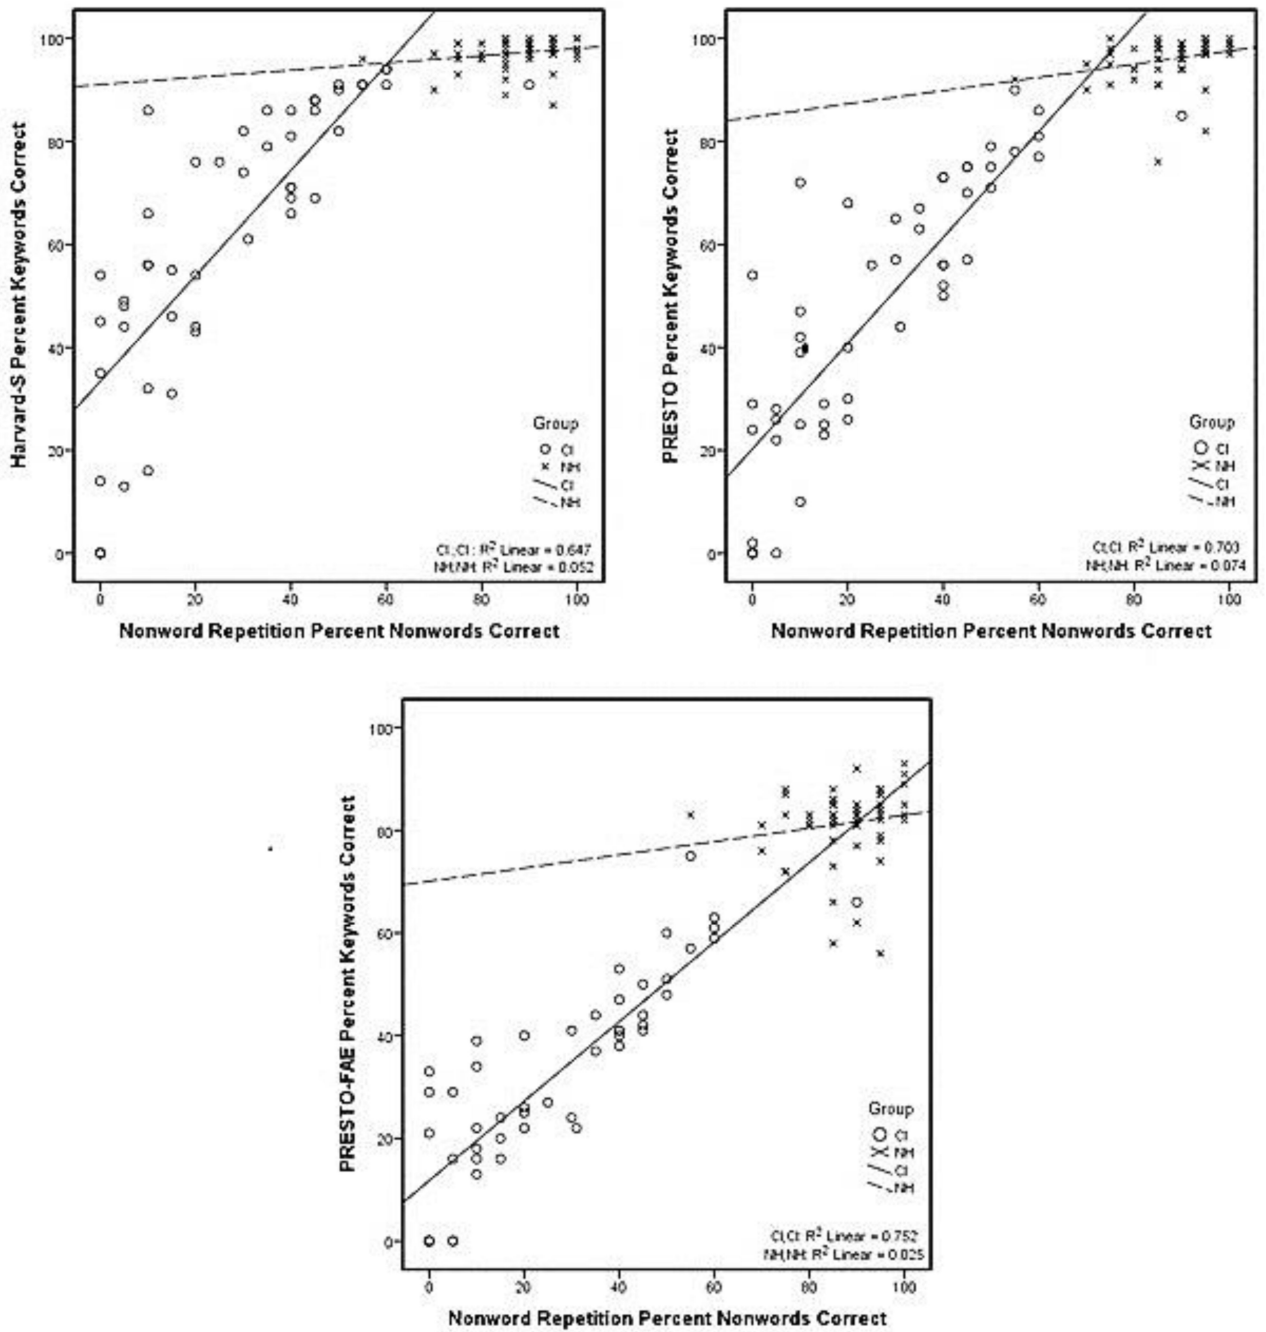 Harvard-S Percent Keywords Correct
100
80
60
40
20
0
Group
CI
NH
CI
NH
CI,CI: R² Linear = 0.647
NH,NH: R² Linear = 0.052
0 20 40 60 80 100
Nonword Repetition Percent Nonwords Correct
PRESTO Percent Keywords Correct
100
80
60
40
20
0
Group
CI
NH
CI
NH
CI,CI: R² Linear = 0.703
NH,NH: R² Linear = 0.074
0 20 40 60 80 100
Nonword Repetition Percent Nonwords Correct
PRESTO-FAE Percent Keywords Correct
100
80
60
40
20
0
Group
CI
NH
CI
NH
CI,CI: R² Linear = 0.752
NH,NH: R² Linear = 0.025
0 20 40 60 80 100
Nonword Repetition Percent Nonwords Correct